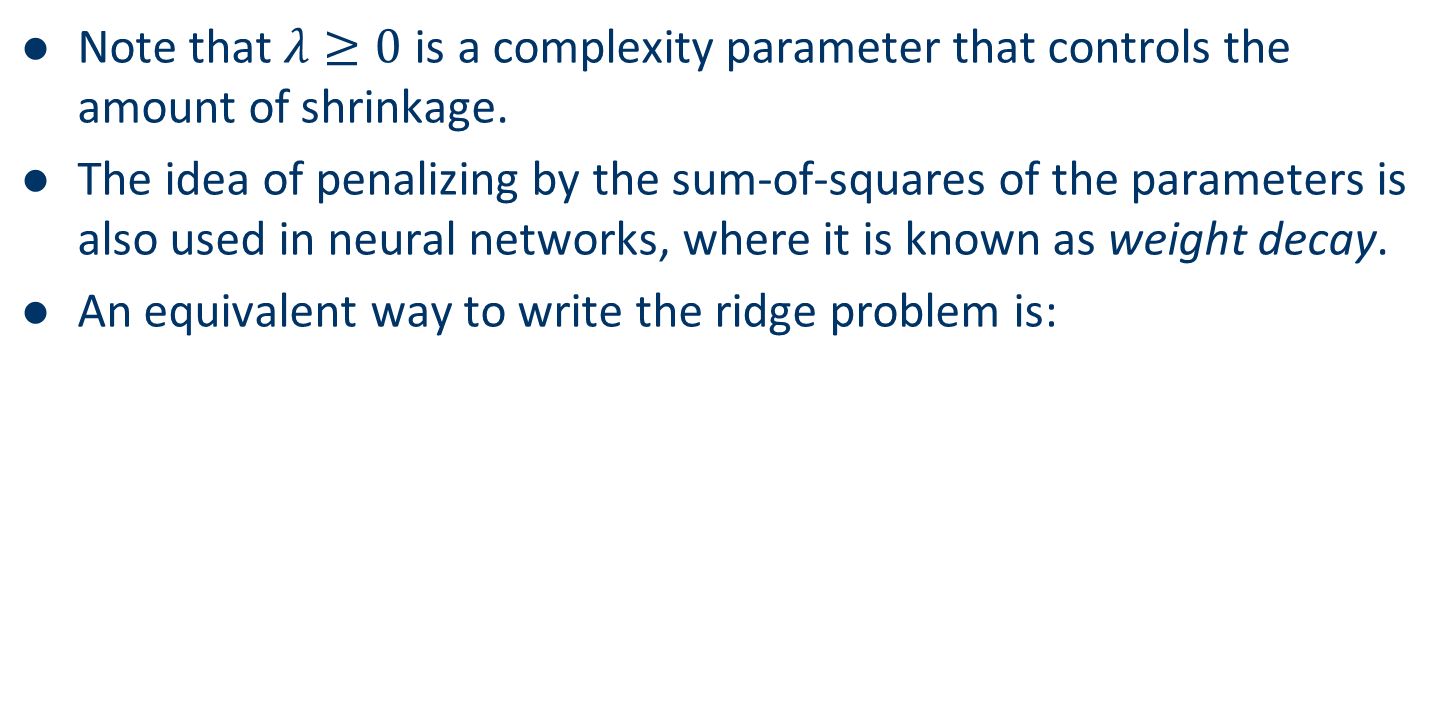 ● Note that λ ≥ 0 is a complexity parameter that controls the
amount of shrinkage.
● The idea of penalizing by the sum-of-squares of the parameters is
also used in neural networks, where it is known as weight decay.
● An equivalent way to write the ridge problem is: